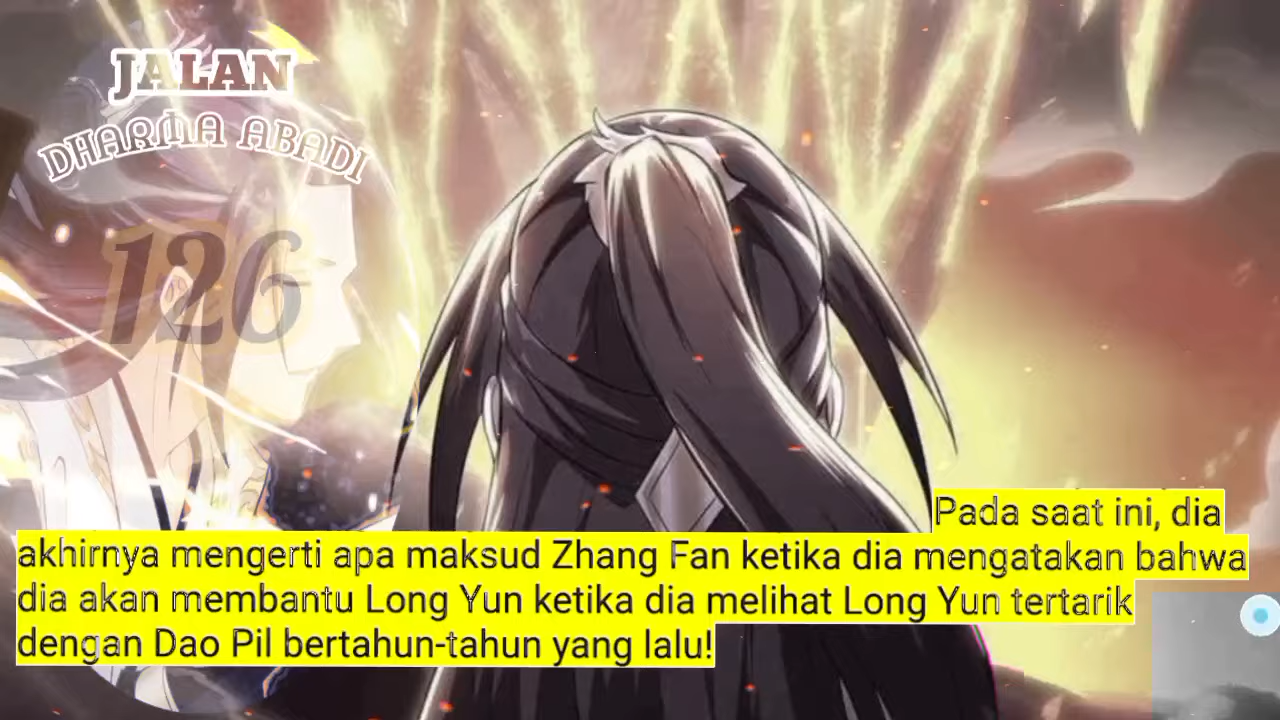 JALAN
DHARMA ABADI
126
Pada saat ini, dia
akhirnya mengerti apa maksud Zhang Fan ketika dia mengatakan bahwa
dia akan membantu Long Yun ketika dia melihat Long Yun tertarik
dengan Dao Pil bertahun-tahun yang lalu!